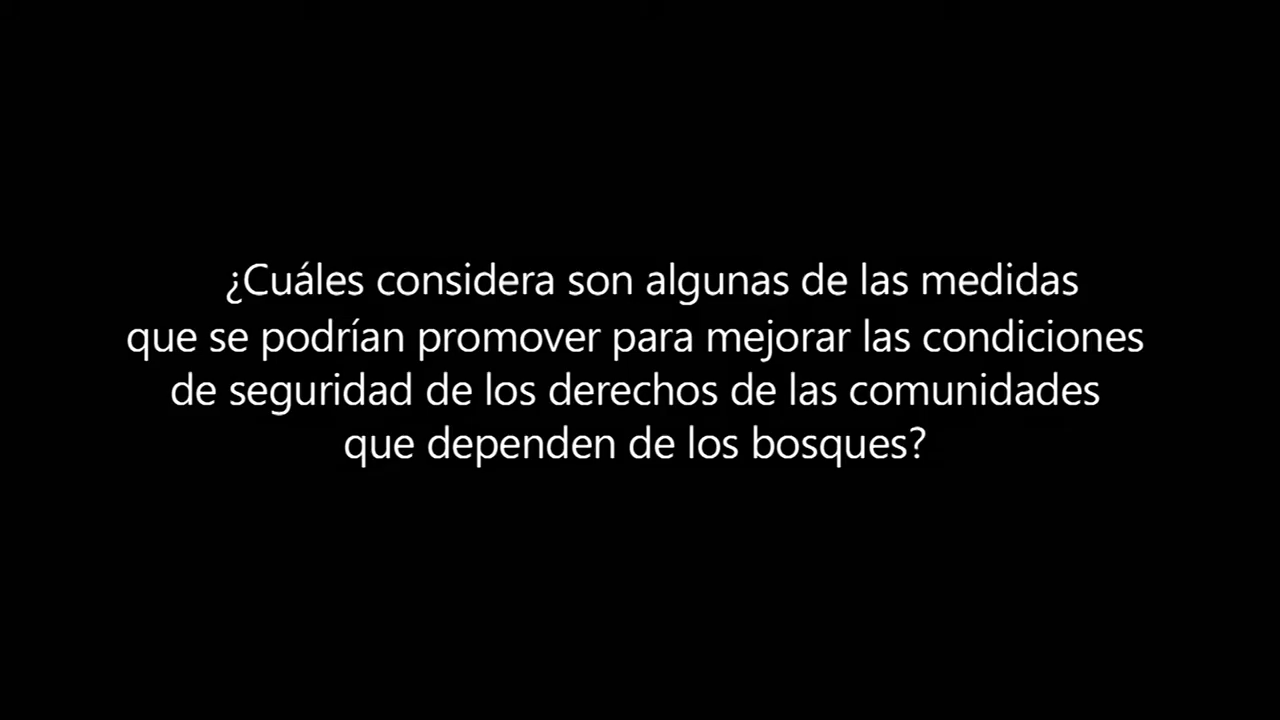 ¿Cuáles considera son algunas de las medidas
que se podrían promover para mejorar las condiciones
de seguridad de los derechos de las comunidades
que dependen de los bosques?